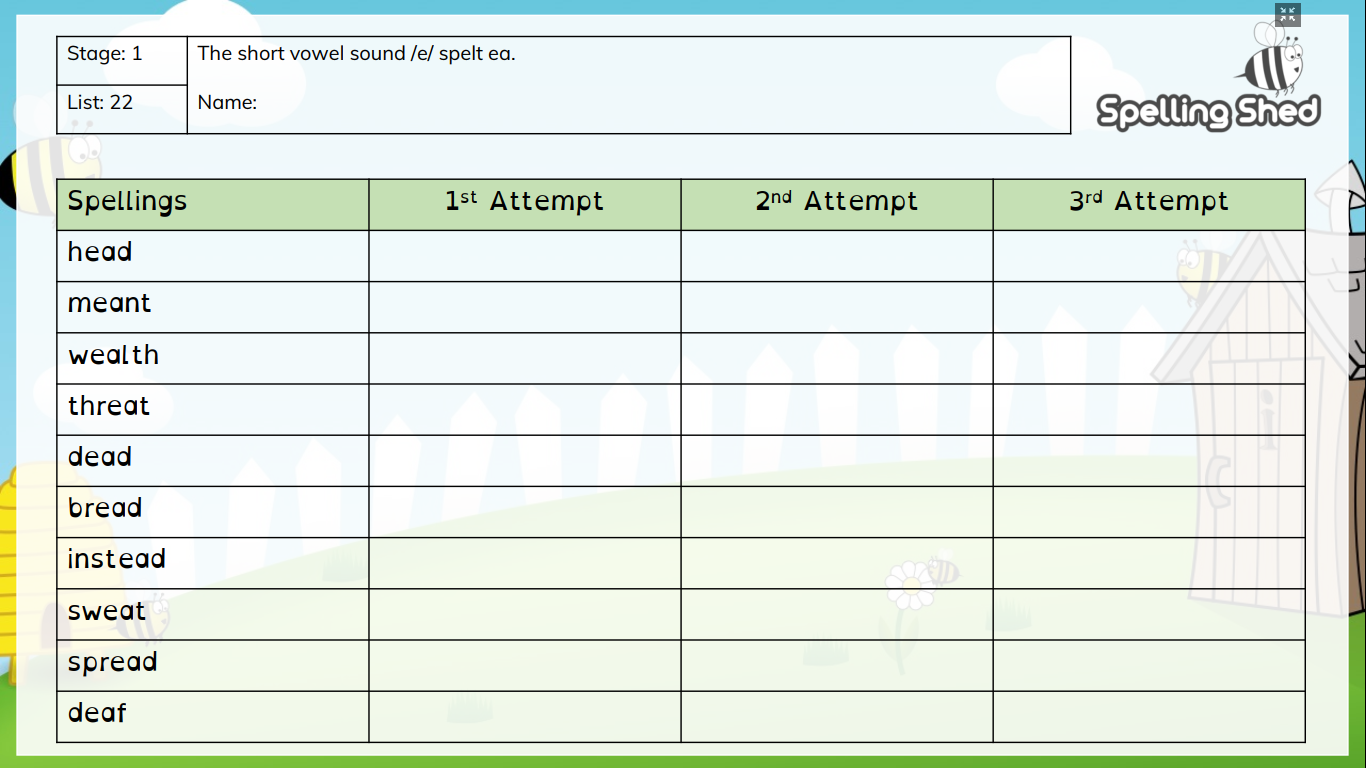 Stage: 1
The short vowel sound /e/ spelt ea.
List: 22
Name:
Spelling Shed
Spellings
1st Attempt
2nd Attempt
3rd Attempt
head
meant
wealth
threat
dead
bread
instead
sweat
spread
deaf